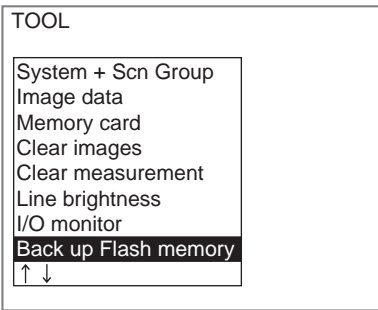 TOOL
System + Scn Group
Image data
Memory card
Clear images
Clear measurement
Line brightness
I/O monitor
Back up Flash memory
↑ ↓